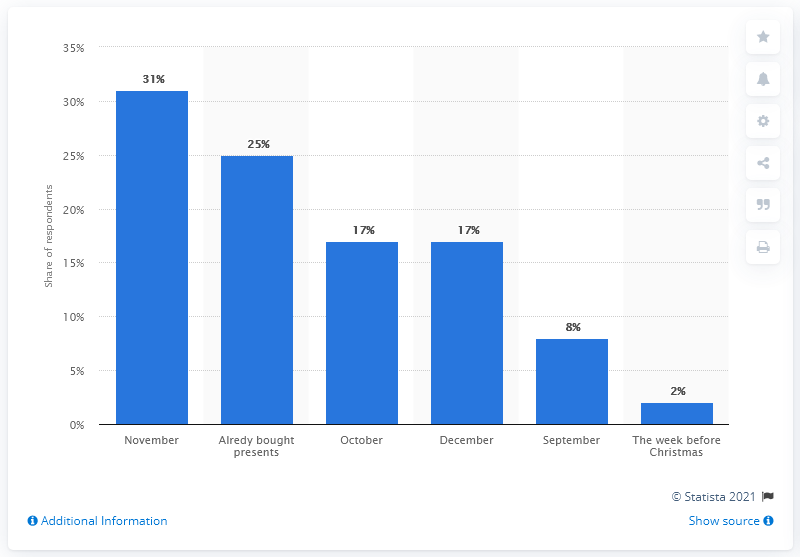 35%
30%
25%
20%
15%
10%
5%
0%
Share of respondents
31%
25%
17%
17%
8%
2%
November
Alredy bought
presents
October
December
September
The week before
Christmas
© Statista 2021
Additional Information
Show source